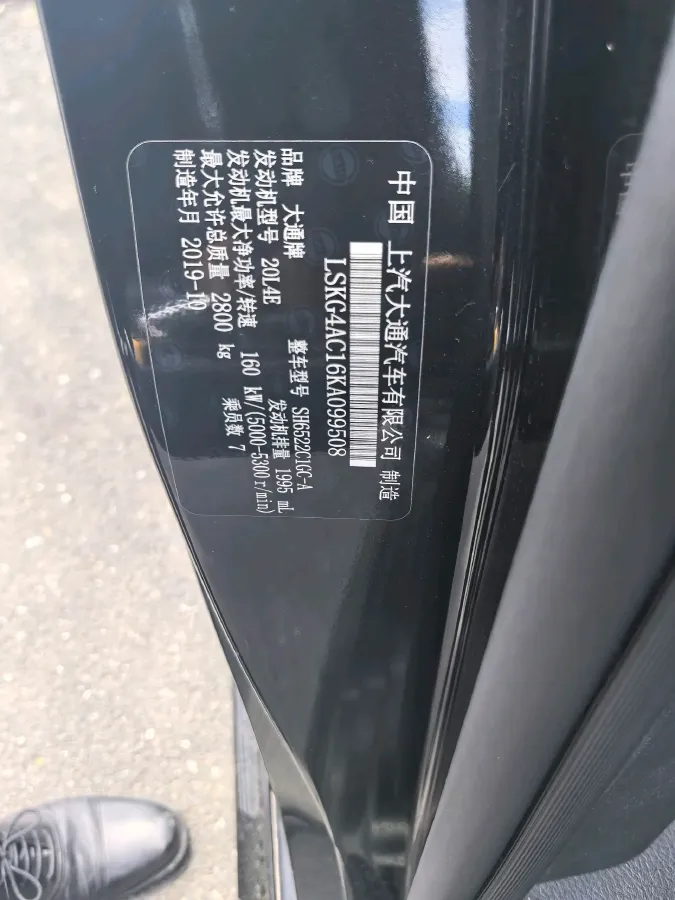 中国 上汽大通汽车有限公司 制造
LSKG4AC16KA099508
品牌 大通牌 整车型号 SH6522C1GC-A
发动机型号 20L4E 发动机排量 1995 mL
发动机最大净功率/转速 160 kW/(5000-5300r/min)
最大允许总质量 2800 kg 乘员数 7
制造年月 2019-10
中国